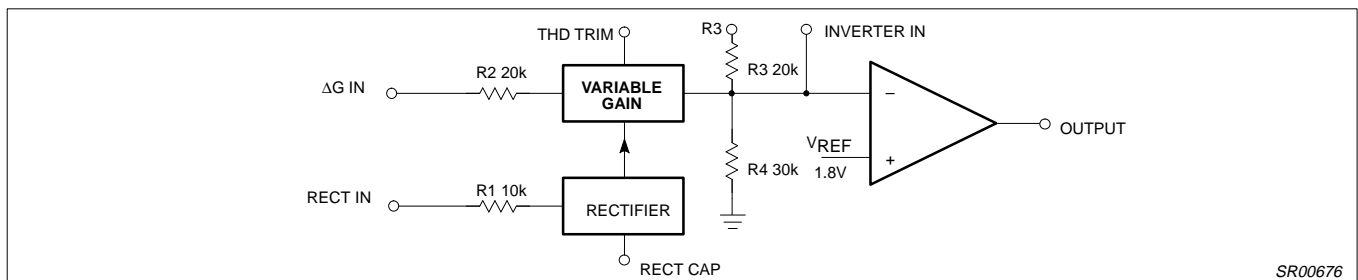 THD TRIM
R3
INVERTER IN
R2 20k
VARIABLE
GAIN
R3 20k
ΔG IN
−
OUTPUT
VREF
1.8V
+
R4 30k
RECT IN
R1 10k
RECTIFIER
RECT CAP
SR00676